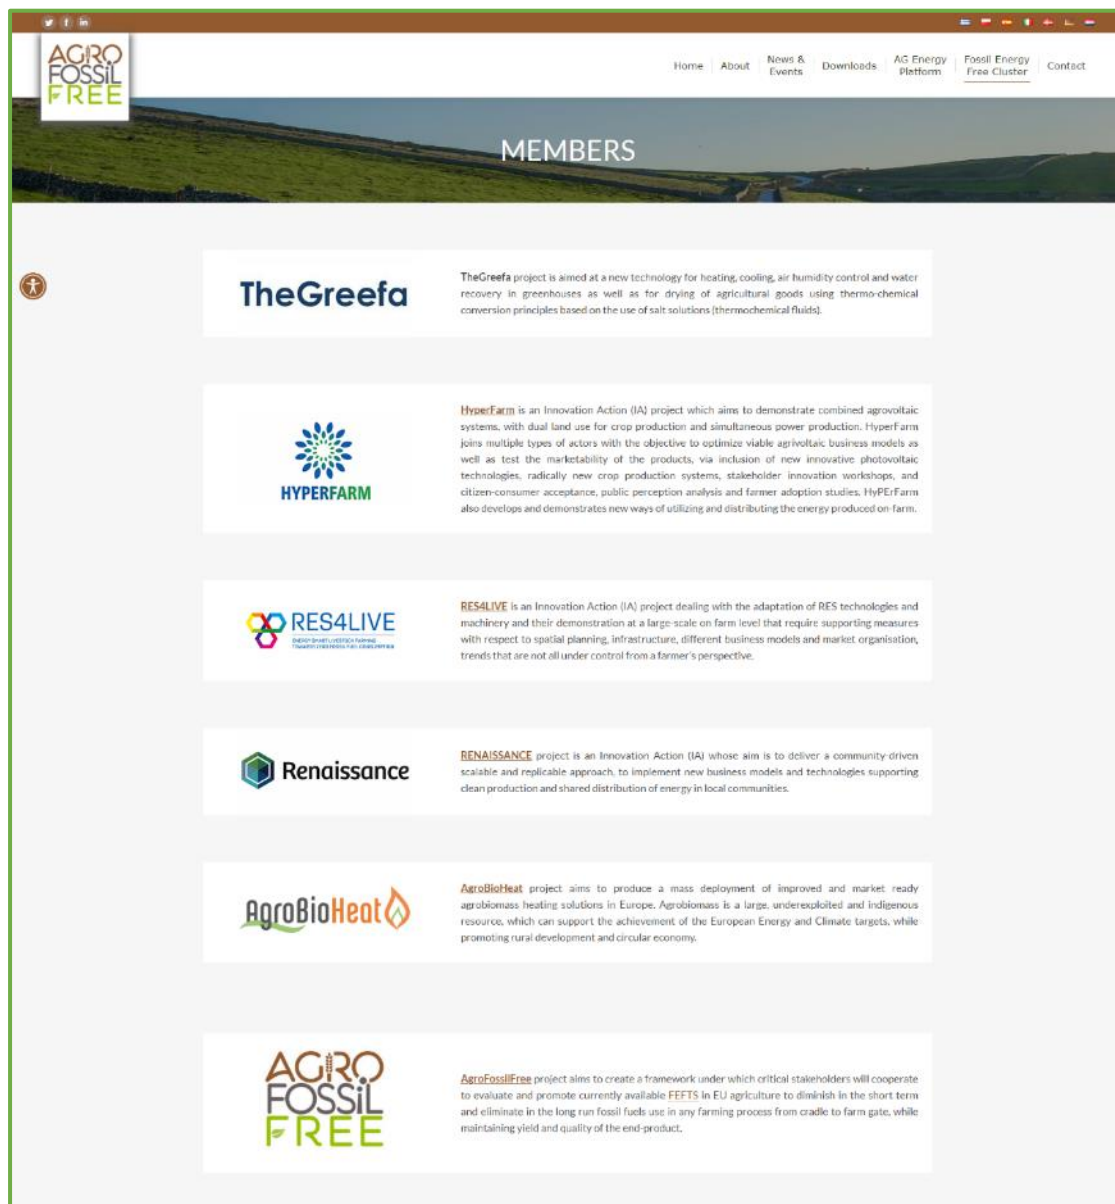 AGRO
FOSSIL
FREE
Home
About
News &
Events
Downloads
AG Energy
Platform
Fossil Energy
Free Cluster
Contact
MEMBERS
TheGreefa
TheGreefa project is aimed at a new technology for heating, cooling, air humidity control and water
recovery in greenhouses as well as for drying of agricultural goods using thermo-chemical
conversion principles based on the use of salt solutions (thermochemical fluids).
HYPERFARM
HyperFarm is an Innovation Action (IA) project which aims to demonstrate combined agrovoltaic
systems, with dual land use for crop production and simultaneous power production. HyperFarm
joins multiple types of actors with the objective to optimize viable agrivoltaic business models as
well as test the marketability of the products, via inclusion of new innovative photovoltaic
technologies, radically new crop production systems, stakeholder innovation workshops, and
citizen-consumer acceptance, public perception analysis and farmer adoption studies. HyPErFarm
also develops and demonstrates new ways of utilizing and distributing the energy produced on-farm.
RES4LIVE
ENERGY SMART LIVESTOCK FARMING
TOWARDS ZERO FOSSIL FUEL CONSUMPTION
RES4LIVE is an Innovation Action (IA) project dealing with the adaptation of RES technologies and
machinery and their demonstration at a large-scale on farm level that require supporting measures
with respect to spatial planning, infrastructure, different business models and market organisation,
trends that are not all under control from a farmer's perspective.
Renaissance
RENAISSANCE project is an Innovation Action (IA) whose aim is to deliver a community-driven
scalable and replicable approach, to implement new business models and technologies supporting
clean production and shared distribution of energy in local communities.
AgroBioHeat
AgroBioHeat project aims to produce a mass deployment of improved and market ready
agrobiomass heating solutions in Europe. Agrobiomass is a large, underexploited and indigenous
resource, which can support the achievement of the European Energy and Climate targets, while
promoting rural development and circular economy.
AGRO
FOSSIL
FREE
AgroFossilFree project aims to create a framework under which critical stakeholders will cooperate
to evaluate and promote currently available FEFTS in EU agriculture to diminish in the short term
and eliminate in the long run fossil fuels use in any farming process from cradle to farm gate, while
maintaining yield and quality of the end-product.